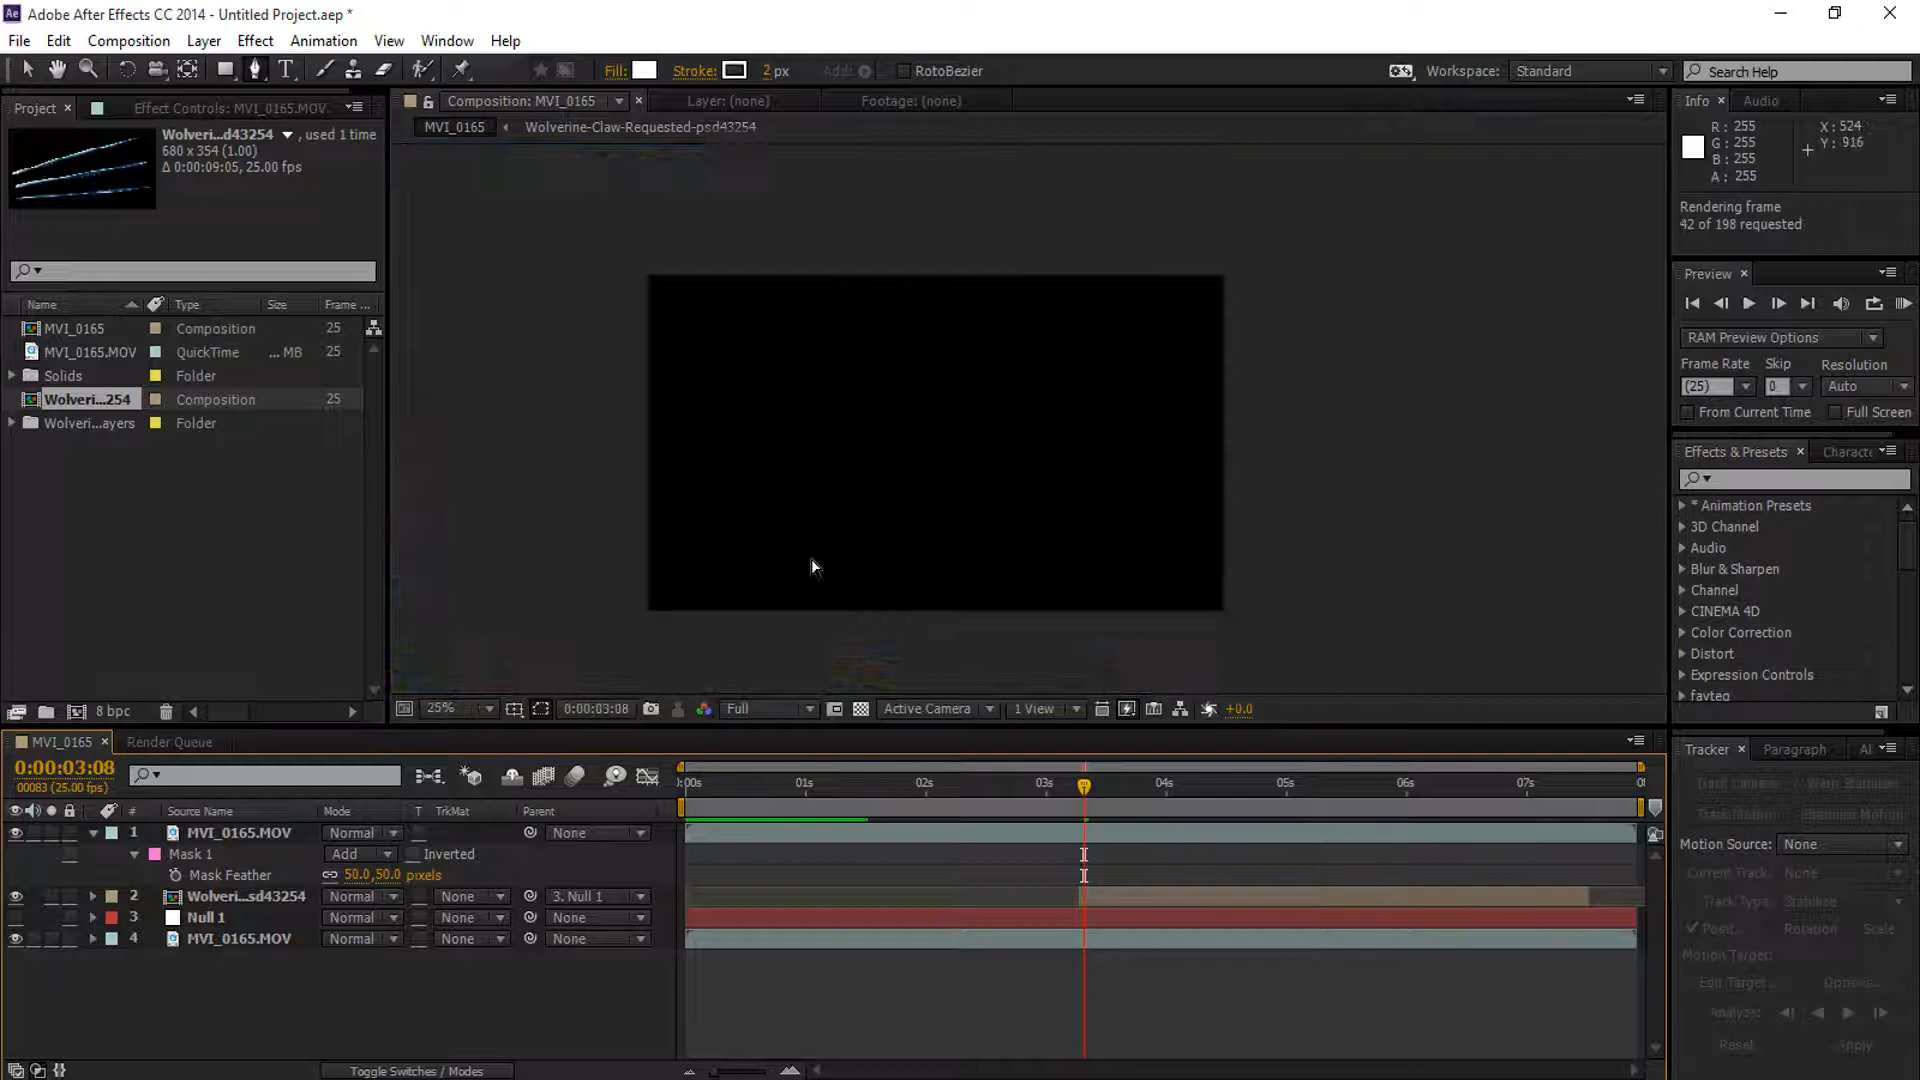 Adobe After Effects CC 2014 - Untitled Project.aep *
File Edit Composition Layer Effect Animation View Window Help
Fill: Stroke: 2 px Add: RotoBezier Workspace: Standard Search Help
Project × Effect Controls: MVI_0165.MOV
Wolveri...d43254 , used 1 time
680 x 354 (1.00)
Δ 0:00:09:05, 25.00 fps
Name Type Size Frame ...
MVI_0165 Composition 25
MVI_0165.MOV QuickTime ... MB 25
Solids Folder
Wolveri...254 Composition 25
Wolveri...ayers Folder
8 bpc
Composition: MVI_0165 × Layer: (none) Footage: (none)
MVI_0165 Wolverine-Claw-Requested-psd43254
25% 0:00:03:08 Full Active Camera 1 View +0.0
Info × Audio
R: 255 X: 524
G: 255 Y: 916
B: 255
A: 255
Rendering frame
42 of 198 requested
Preview ×
RAM Preview Options
Frame Rate Skip Resolution
(25) 0 Auto
From Current Time Full Screen
Effects & Presets × Characte
* Animation Presets
3D Channel
Audio
Blur & Sharpen
Channel
CINEMA 4D
Color Correction
Distort
Expression Controls
favteq
MVI_0165 × Render Queue
0:00:03:08
00083 (25.00 fps)
:00s 01s 02s 03s 04s 05s 06s 07s 08
# Source Name Mode T TrkMat Parent
1 MVI_0165.MOV Normal None
Mask 1 Add Inverted
Mask Feather 50.0,50.0 pixels
2 Wolveri...sd43254 Normal None 3. Null 1
3 Null 1 Normal None None
4 MVI_0165.MOV Normal None None
Toggle Switches / Modes
Tracker × Paragraph Al
Track Camera Warp Stabilizer
Track Motion Stabilize Motion
Motion Source: None
Current Track: None
Track Type: Stabilize
Posit... Rotation Scale
Motion Target:
Edit Target... Options...
Analyze:
Reset Apply